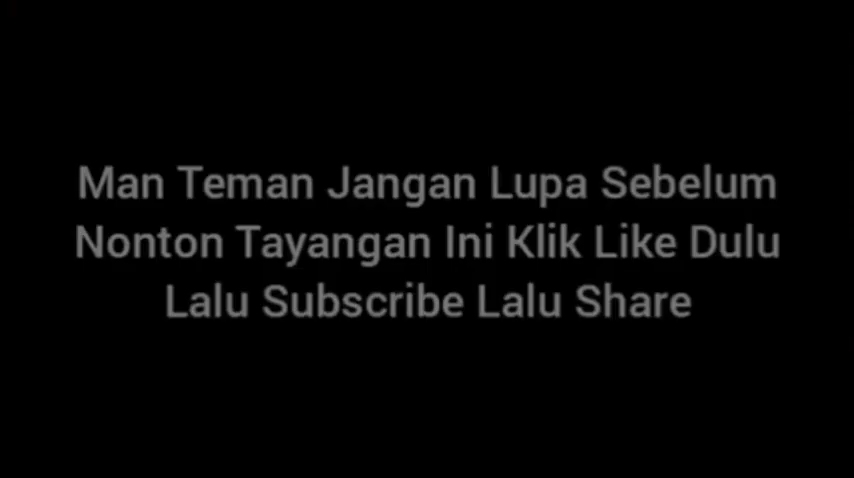 Man Teman Jangan Lupa Sebelum
Nonton Tayangan Ini Klik Like Dulu
Lalu Subscribe Lalu Share